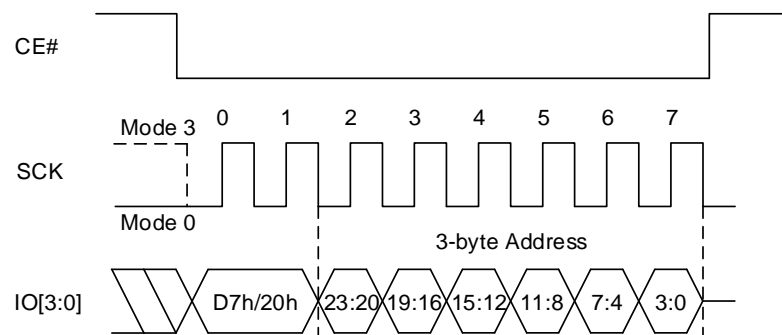 CE#
Mode 3
0 1 2 3 4 5 6 7
SCK
Mode 0
3-byte Address
IO[3:0]
D7h/20h 23:20 19:16 15:12 11:8 7:4 3:0